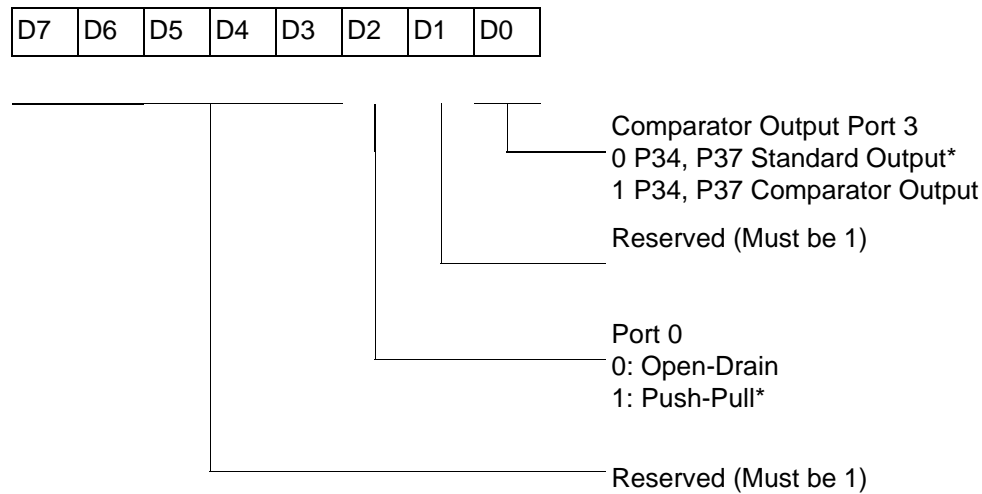 D7 D6 D5 D4 D3 D2 D1 D0
Comparator Output Port 3
0 P34, P37 Standard Output*
1 P34, P37 Comparator Output
Reserved (Must be 1)
Port 0
0: Open-Drain
1: Push-Pull*
Reserved (Must be 1)